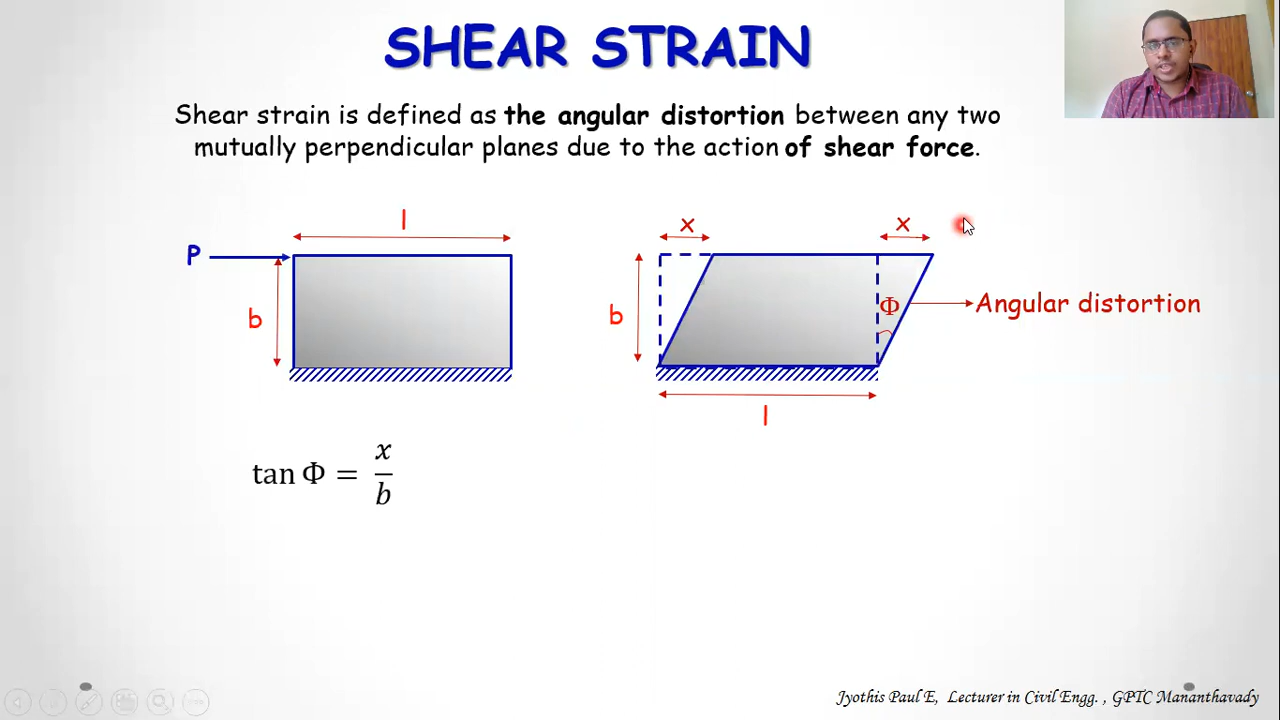 SHEAR STRAIN
Shear strain is defined as the angular distortion between any two
mutually perpendicular planes due to the action of shear force.
l
P
b
x
x
b
Φ
Angular distortion
l
tan Φ = x/b
Jyothis Paul E, Lecturer in Civil Engg. , GPTC Mananthavady